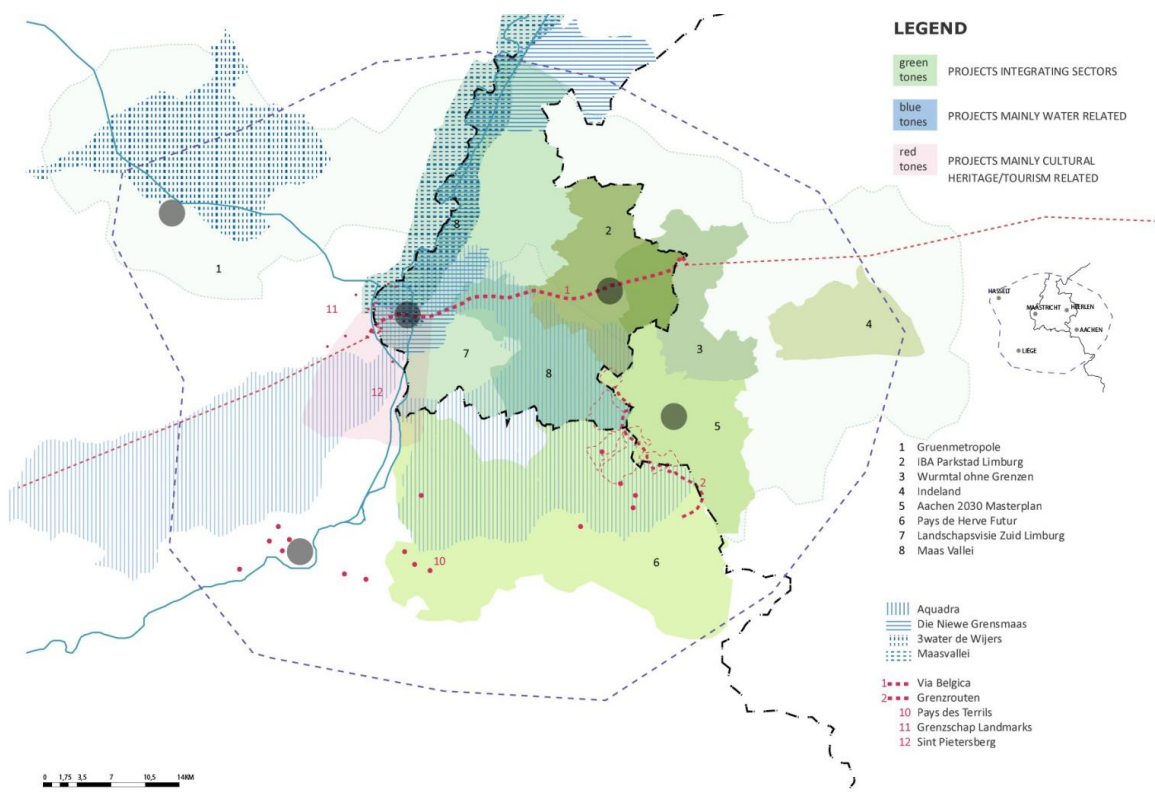 LEGEND
green
tones
PROJECTS INTEGRATING SECTORS
blue
tones
PROJECTS MAINLY WATER RELATED
red
tones
PROJECTS MAINLY CULTURAL
HERITAGE/TOURISM RELATED
8
2
1
1
11
7
8
3
4
12
5
2
10
6
HASSELT
MAASTRICHT
HEERLEN
AACHEN
LIÈGE
1 Gruenmetropole
2 IBA Parkstad Limburg
3 Wurmtal ohne Grenzen
4 Indeland
5 Aachen 2030 Masterplan
6 Pays de Herve Futur
7 Landschapsvisie Zuid Limburg
8 Maas Vallei
Aquadra
Die Niewe Grensmaas
3water de Wijers
Maasvallei
1 Via Belgica
2 Grenzrouten
10 Pays des Terrils
11 Grenzschap Landmarks
12 Sint Pietersberg
0 1,75 3,5 7 10,5 14KM